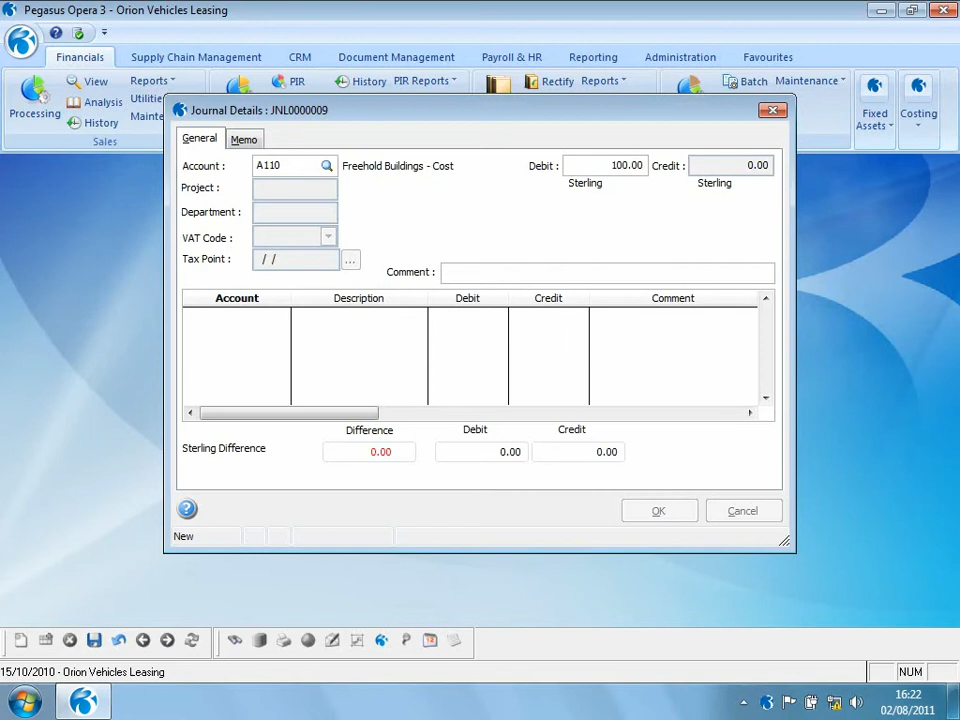 Pegasus Opera 3 - Orion Vehicles Leasing
Financials Supply Chain Management CRM Document Management Payroll & HR Reporting Administration Favourites
Processing View Reports PIR History PIR Reports Rectify Reports Batch Maintenance
Analysis Utilitie
History Mainte
Fixed Assets Costing
Sales
Journal Details : JNL0000009
General Memo
Account : A110 Freehold Buildings - Cost Debit : 100.00 Credit : 0.00
Sterling Sterling
Project :
Department :
VAT Code :
Tax Point : / / ...
Comment :
Account Description Debit Credit Comment
Difference Debit Credit
Sterling Difference 0.00 0.00 0.00
OK Cancel
New
15/10/2010 - Orion Vehicles Leasing NUM
16:22
02/08/2011